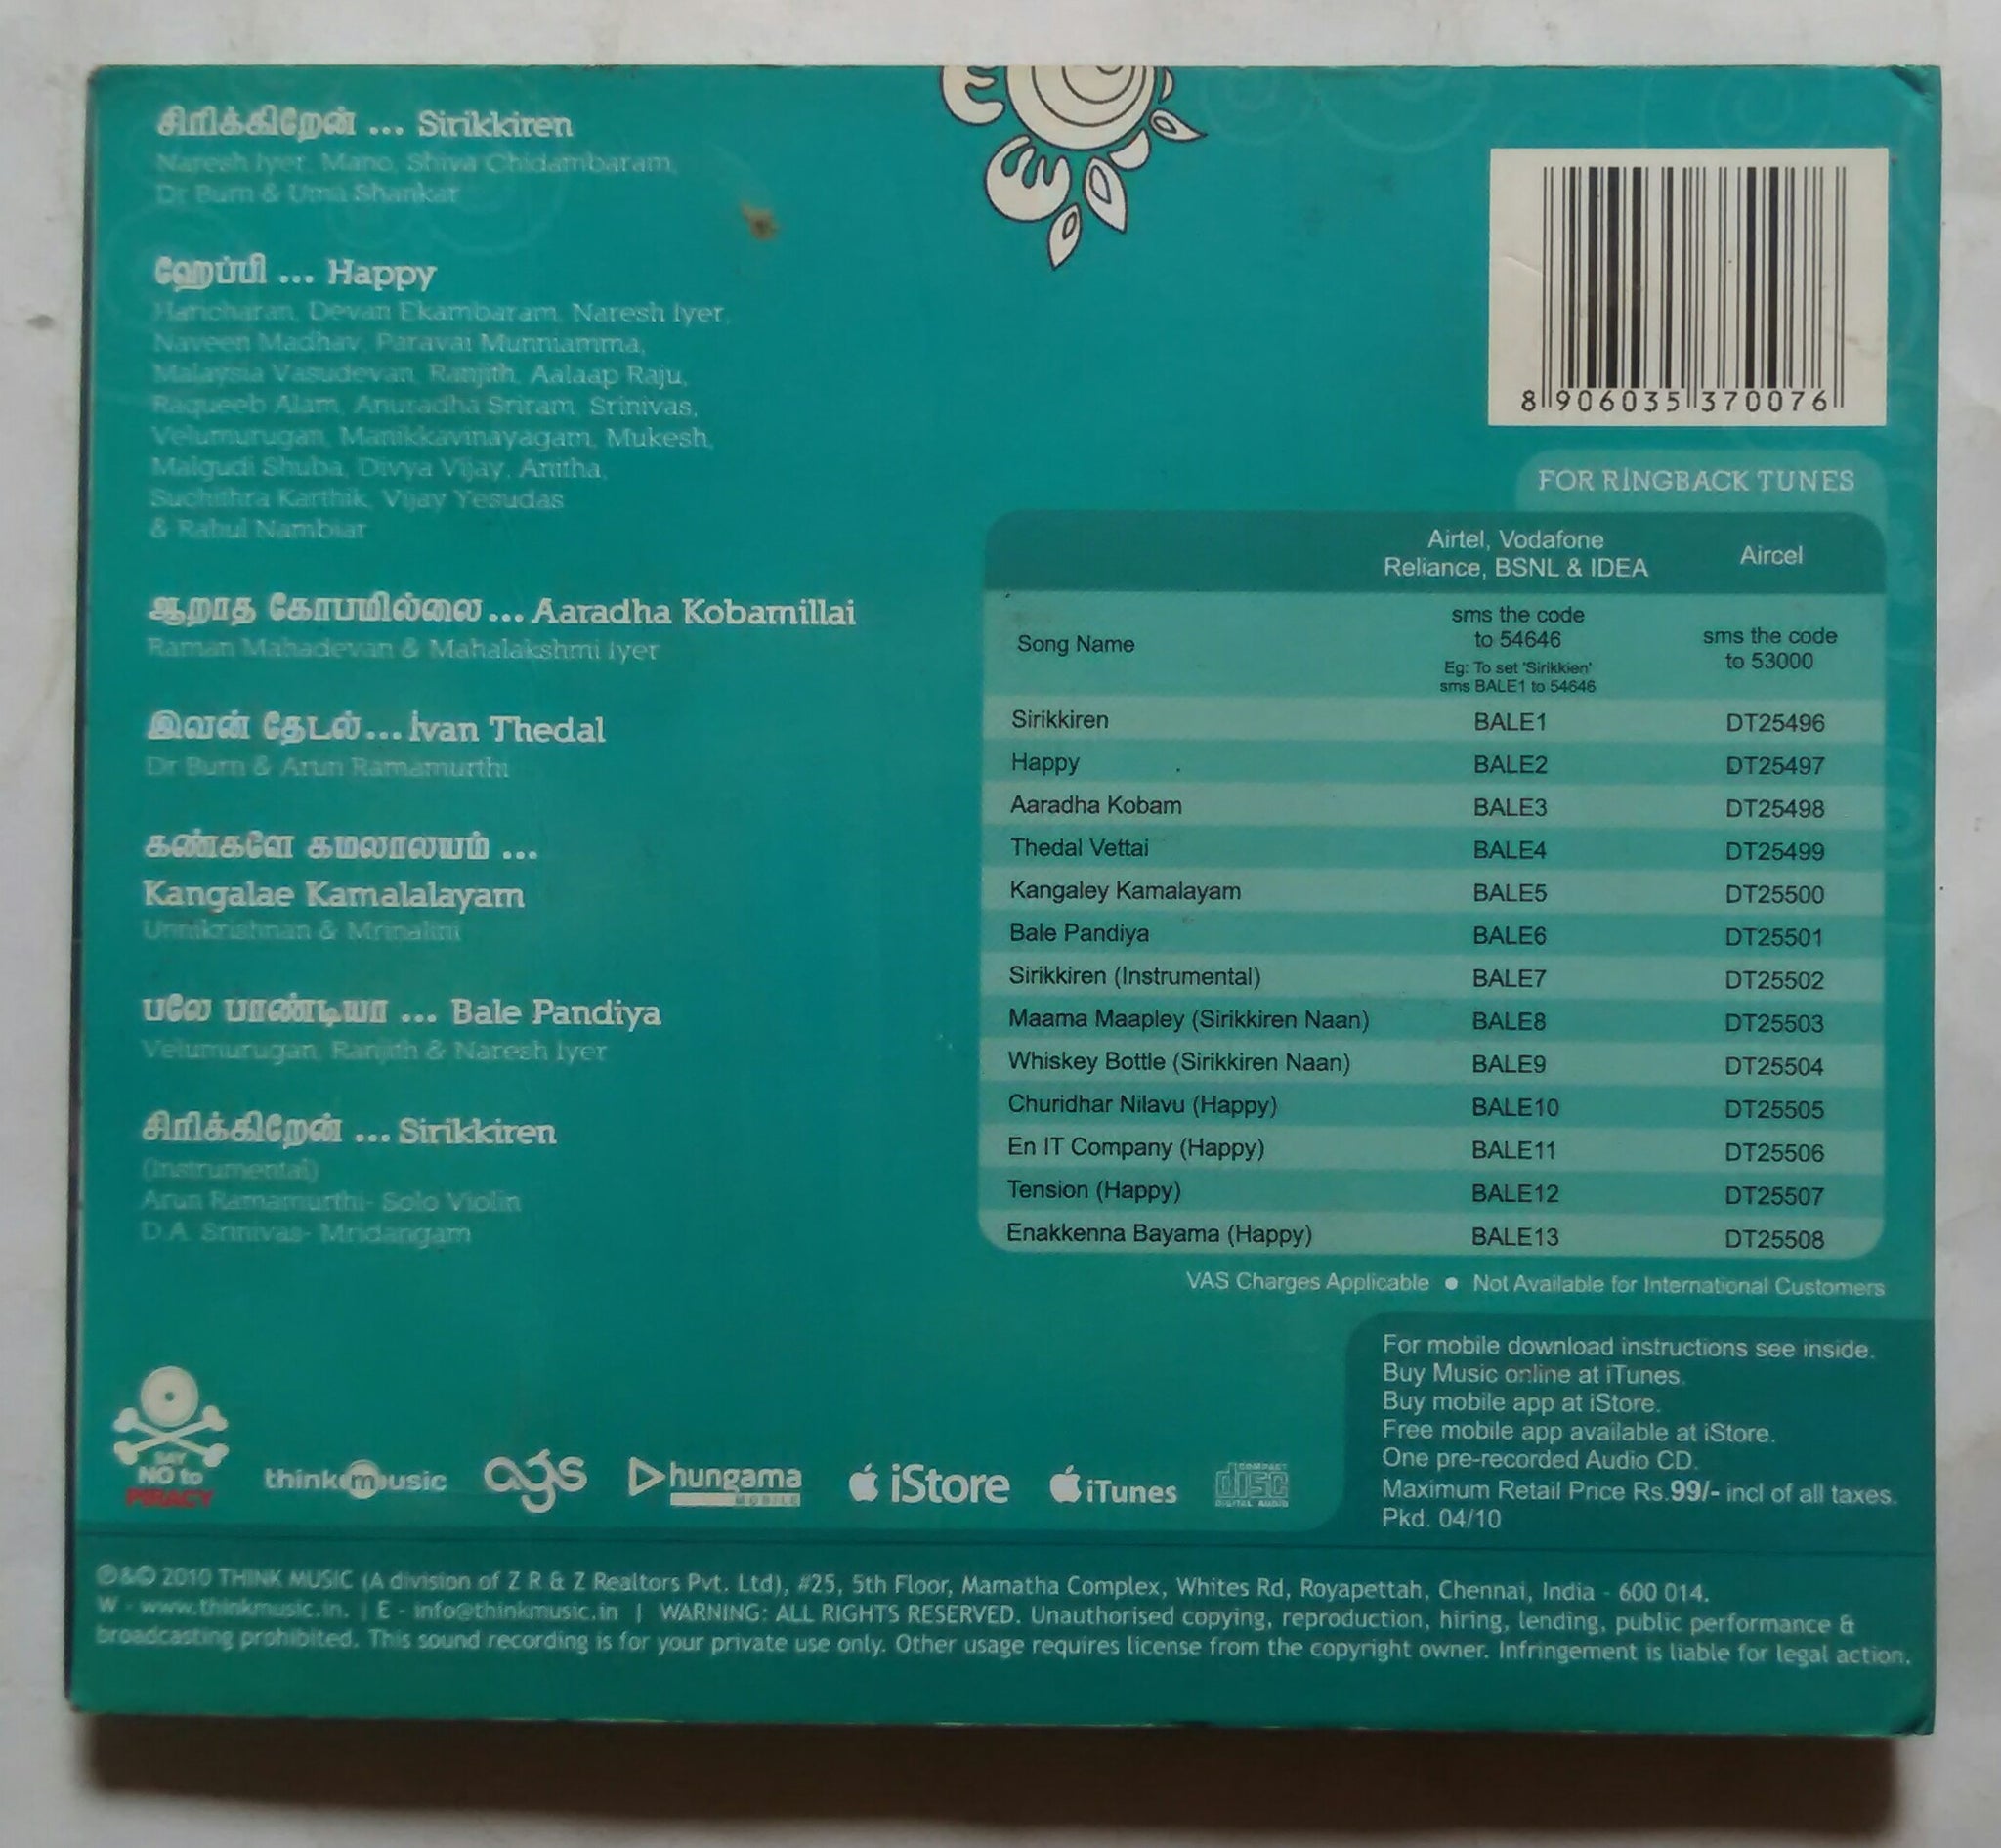 சிரிக்கிறேன் ... Sirikkiren
Naresh Iyer, Mano, Shiva Chidambaram,
Dr Burn & Uma Shankar
ஹேப்பி ... Happy
Haricharan, Devan Ekambaram, Naresh Iyer,
Naveen Madhav, Paravai Munniamma,
Malaysia Vasudevan, Ranjith, Aalaap Raju,
Raqueeb Alam, Anuradha Sriram, Srinivas,
Velumurugan, Manikkavinayagam, Mukesh,
Malgudi Shuba, Divya Vijay, Anitha,
Suchithra Karthik, Vijay Yesudas
& Rahul Nambiar
ஆறாத கோபமில்லை ... Aaradha Kobamillai
Raman Mahadevan & Mahalakshmi Iyer
இவன் தேடல் ... Ivan Thedal
Dr Burn & Arun Ramamurthi
கண்களே கமலாலயம் ...
Kangalae Kamalalayam
Unnikrishnan & Mrinalini
பலே பாண்டியா ... Bale Pandiya
Velumurugan, Ranjith & Naresh Iyer
சிரிக்கிறேன் ... Sirikkiren
(Instrumental)
Arun Ramamurthi- Solo Violin
D.A. Srinivas- Mridangam
8 906035 370076
FOR RINGBACK TUNES
Airtel, Vodafone
Reliance, BSNL & IDEA
Aircel
Song Name
sms the code
to 54646
Eg: To set 'Sirikkien'
sms BALE1 to 54646
sms the code
to 53000
Sirikkiren BALE1 DT25496
Happy BALE2 DT25497
Aaradha Kobam BALE3 DT25498
Thedal Vettai BALE4 DT25499
Kangaley Kamalayam BALE5 DT25500
Bale Pandiya BALE6 DT25501
Sirikkiren (Instrumental) BALE7 DT25502
Maama Maapley (Sirikkiren Naan) BALE8 DT25503
Whiskey Bottle (Sirikkiren Naan) BALE9 DT25504
Churidhar Nilavu (Happy) BALE10 DT25505
En IT Company (Happy) BALE11 DT25506
Tension (Happy) BALE12 DT25507
Enakkenna Bayama (Happy) BALE13 DT25508
VAS Charges Applicable ● Not Available for International Customers
For mobile download instructions see inside.
Buy Music online at iTunes.
Buy mobile app at iStore.
Free mobile app available at iStore.
One pre-recorded Audio CD.
Maximum Retail Price Rs.99/- incl of all taxes.
Pkd. 04/10
SAY
NO to
PIRACY
thinkmusic
ags
hungama
MOBILE
iStore
iTunes
COMPACT
disc
DIGITAL AUDIO
℗&© 2010 THINK MUSIC (A division of Z R & Z Realtors Pvt. Ltd), #25, 5th Floor, Mamatha Complex, Whites Rd, Royapettah, Chennai, India - 600 014.
W - www.thinkmusic.in. | E - info@thinkmusic.in | WARNING: ALL RIGHTS RESERVED. Unauthorised copying, reproduction, hiring, lending, public performance &
broadcasting prohibited. This sound recording is for your private use only. Other usage requires license from the copyright owner. Infringement is liable for legal action.